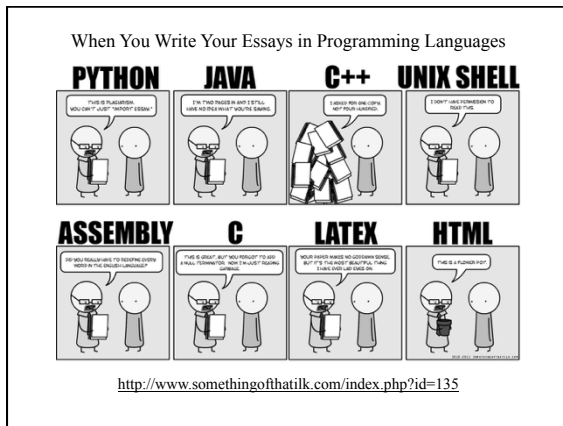 When You Write Your Essays in Programming Languages
PYTHON
JAVA
C++
UNIX SHELL
THIS IS PLAGIARISM.
YOU CAN'T JUST "IMPORT ESSAY."
I'M TWO PAGES IN AND I STILL
HAVE NO IDEA WHAT YOU'RE SAYING.
I ASKED FOR ONE COPY,
NOT FOUR HUNDRED.
I DON'T HAVE PERMISSION TO
READ THIS.
ASSEMBLY
C
LATEX
HTML
DID YOU REALLY HAVE TO REDEFINE EVERY
WORD IN THE ENGLISH LANGUAGE?
THIS IS GREAT, BUT YOU FORGOT TO ADD
A NULL TERMINATOR. NOW I'M JUST READING
GARBAGE.
YOUR PAPER MAKES NO GODDAMN SENSE,
BUT IT'S THE MOST BEAUTIFUL THING
I HAVE EVER LAID EYES ON.
THIS IS A FLOWER POT.
http://www.somethingofthatilk.com/index.php?id=135